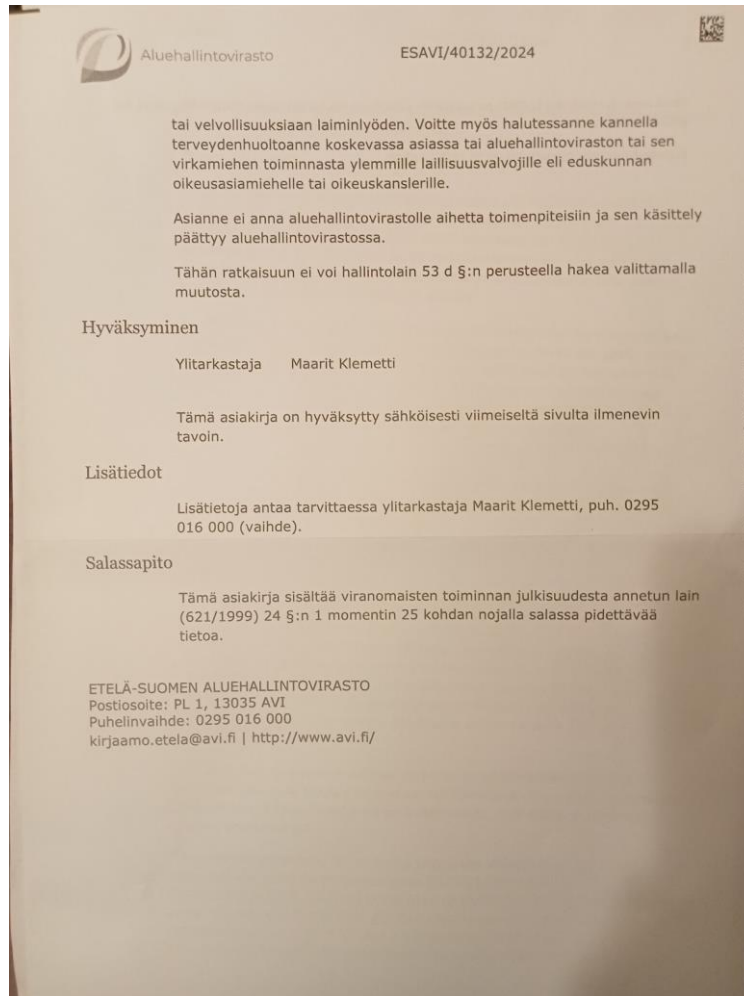 Aluehallintovirasto
ESAVI/40132/2024
tai velvollisuuksiaan laiminlyöden. Voitte myös halutessanne kannella
terveydenhuoltoanne koskevassa asiassa tai aluehallintoviraston tai sen
virkamiehen toiminnasta ylemmille laillisuusvalvojille eli eduskunnan
oikeusasiamiehelle tai oikeuskanslerille.
Asianne ei anna aluehallintovirastolle aihetta toimenpiteisiin ja sen käsittely
päättyy aluehallintovirastossa.
Tähän ratkaisuun ei voi hallintolain 53 d §:n perusteella hakea valittamalla
muutosta.
Hyväksyminen
Ylitarkastaja Maarit Klemetti
Tämä asiakirja on hyväksytty sähköisesti viimeiseltä sivulta ilmenevin
tavoin.
Lisätiedot
Lisätietoja antaa tarvittaessa ylitarkastaja Maarit Klemetti, puh. 0295
016 000 (vaihde).
Salassapito
Tämä asiakirja sisältää viranomaisten toiminnan julkisuudesta annetun lain
(621/1999) 24 §:n 1 momentin 25 kohdan nojalla salassa pidettävää
tietoa.
ETELÄ-SUOMEN ALUEHALLINTOVIRASTO
Postiosoite: PL 1, 13035 AVI
Puhelinvaihde: 0295 016 000
kirjaamo.etela@avi.fi | http://www.avi.fi/